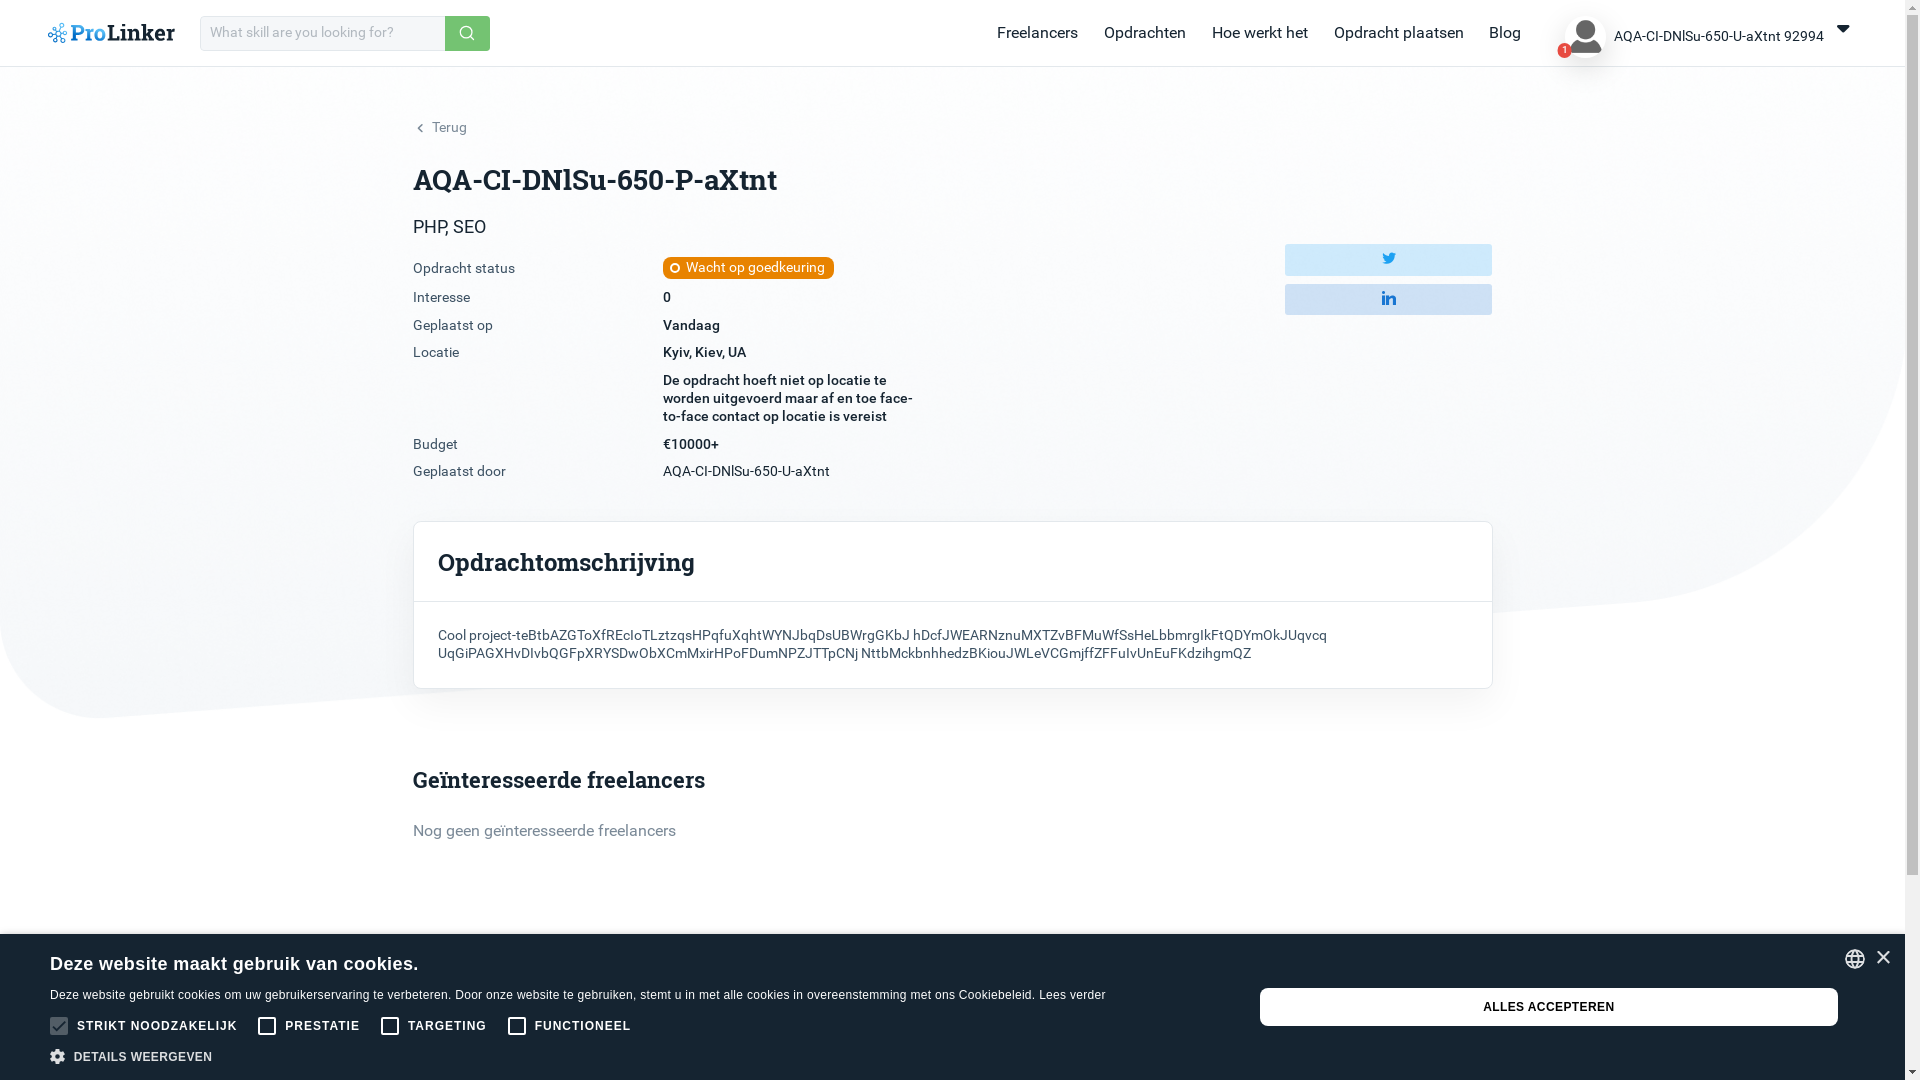 ProLinker
What skill are you looking for?
Freelancers
Opdrachten
Hoe werkt het
Opdracht plaatsen
Blog
1
AQA-CI-DNlSu-650-U-aXtnt 92994
Terug
AQA-CI-DNlSu-650-P-aXtnt
PHP, SEO
Opdracht status
Wacht op goedkeuring
Interesse
0
Geplaatst op
Vandaag
Locatie
Kyiv, Kiev, UA
De opdracht hoeft niet op locatie te
worden uitgevoerd maar af en toe face-
to-face contact op locatie is vereist
Budget
€10000+
Geplaatst door
AQA-CI-DNlSu-650-U-aXtnt
Opdrachtomschrijving
Cool project-teBtbAZGToXfREcIoTLztzqsHPqfuXqhtWYNJbqDsUBWrgGKbJ hDcfJWEARNznuMXTZvBFMuWfSsHeLbbmrgIkFtQDYmOkJUqvcq
UqGiPAGXHvDIvbQGFpXRYSDwObXCmMxirHPoFDumNPZJTTpCNj NttbMckbnhhedzBKiouJWLeVCGmjffZFFuIvUnEuFKdzihgmQZ
Geïnteresseerde freelancers
Nog geen geïnteresseerde freelancers
Deze website maakt gebruik van cookies.
Deze website gebruikt cookies om uw gebruikerservaring te verbeteren. Door onze website te gebruiken, stemt u in met alle cookies in overeenstemming met ons Cookiebeleid. Lees verder
STRIKT NOODZAKELIJK
PRESTATIE
TARGETING
FUNCTIONEEL
DETAILS WEERGEVEN
ALLES ACCEPTEREN